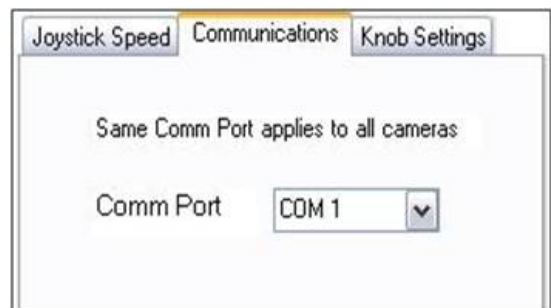 Joystick Speed Communications Knob Settings
Same Comm Port applies to all cameras
Comm Port COM 1